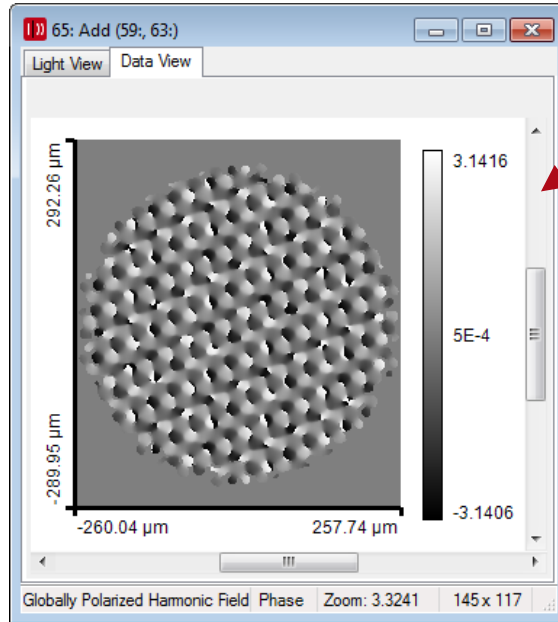 65: Add (59:, 63:)
Light View
Data View
292.26 µm
-289.95 µm
-260.04 µm
257.74 µm
3.1416
5E-4
-3.1406
Globally Polarized Harmonic Field
Phase
Zoom: 3.3241
145 x 117